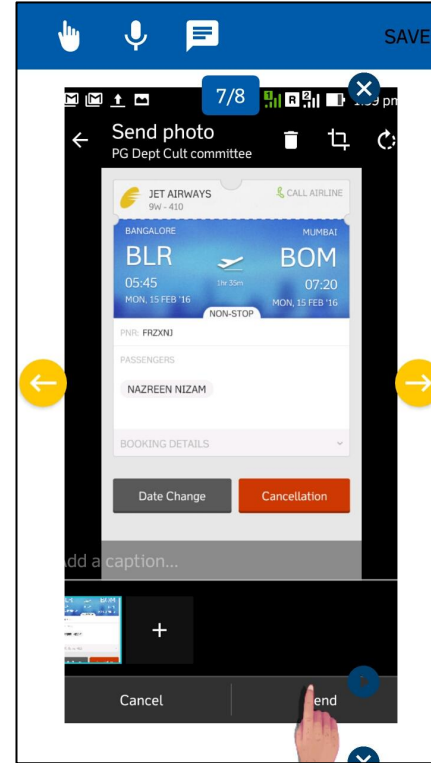 SAVE
7/8
Send photo
PG Dept Cult committee
JET AIRWAYS
9W - 410
CALL AIRLINE
BANGALORE
MUMBAI
BLR
BOM
05:45
1hr 35m
07:20
MON, 15 FEB '16
MON, 15 FEB '16
NON-STOP
PNR: FRZXNJ
PASSENGERS
NAZREEN NIZAM
BOOKING DETAILS
Date Change
Cancellation
Add a caption...
+
Cancel